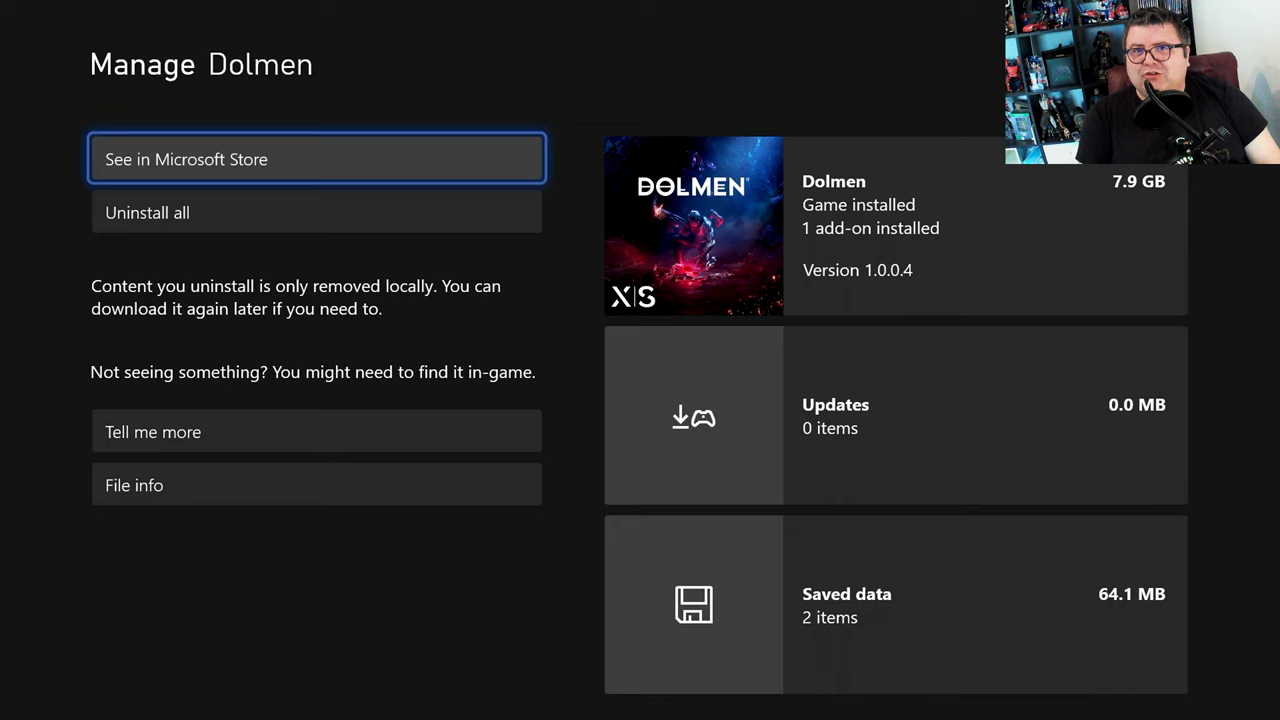 Manage Dolmen
See in Microsoft Store
Uninstall all
Content you uninstall is only removed locally. You can
download it again later if you need to.
Not seeing something? You might need to find it in-game.
Tell me more
File info
DOLMEN
X|S
Dolmen 7.9 GB
Game installed
1 add-on installed
Version 1.0.0.4
Updates 0.0 MB
0 items
Saved data 64.1 MB
2 items